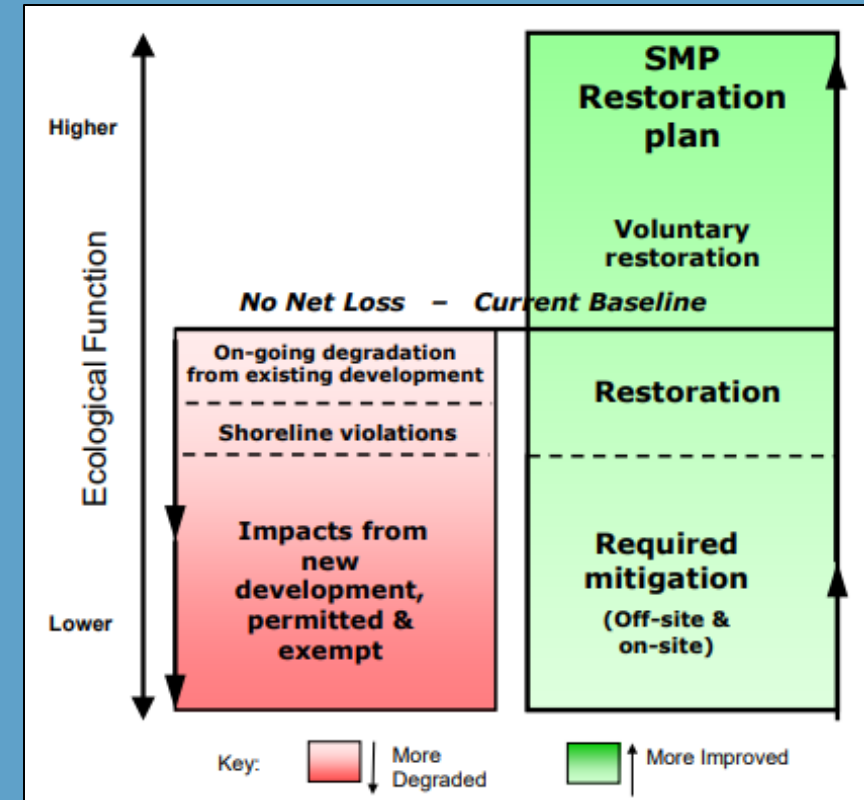 SMP
Restoration
plan
Higher
Voluntary
restoration
Ecological Function
No Net Loss – Current Baseline
On-going degradation
from existing development
Restoration
Shoreline violations
Impacts from
new
development,
permitted &
exempt
Required
mitigation
(Off-site &
on-site)
Lower
Key:
More
Degraded
More Improved